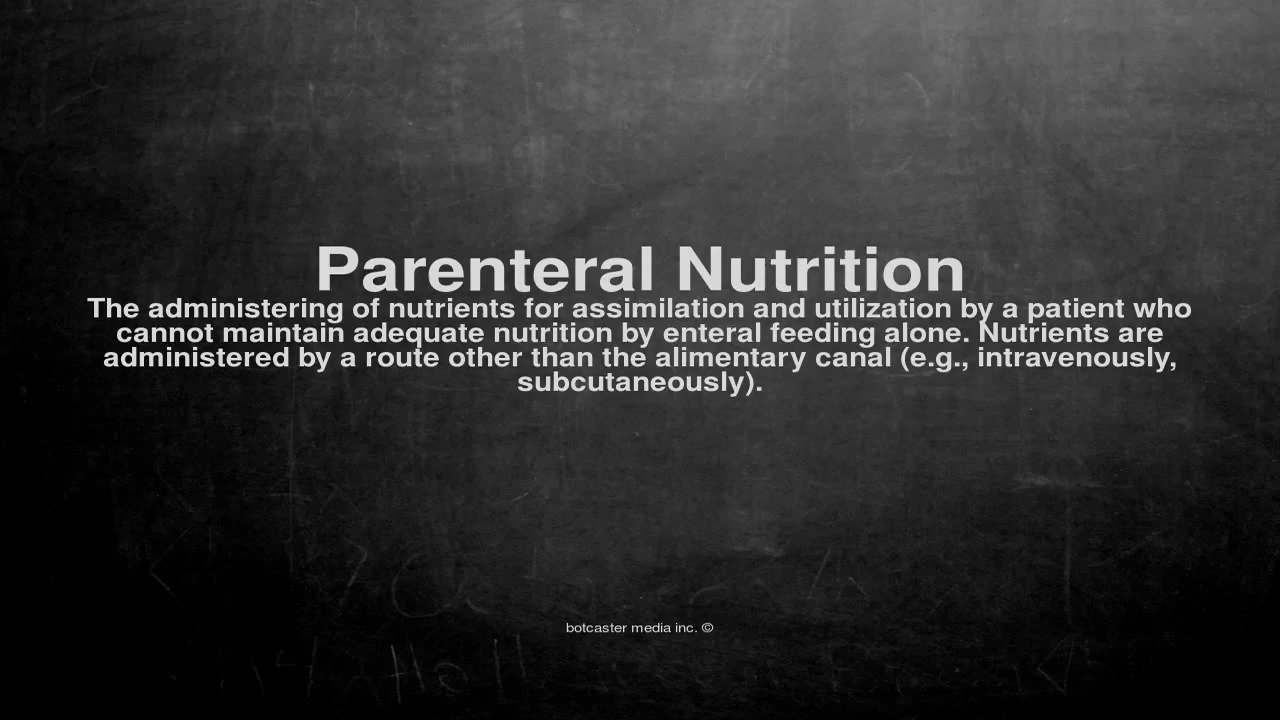 Parenteral Nutrition
The administering of nutrients for assimilation and utilization by a patient who
cannot maintain adequate nutrition by enteral feeding alone. Nutrients are
administered by a route other than the alimentary canal (e.g., intravenously,
subcutaneously).
botcaster media inc. ©